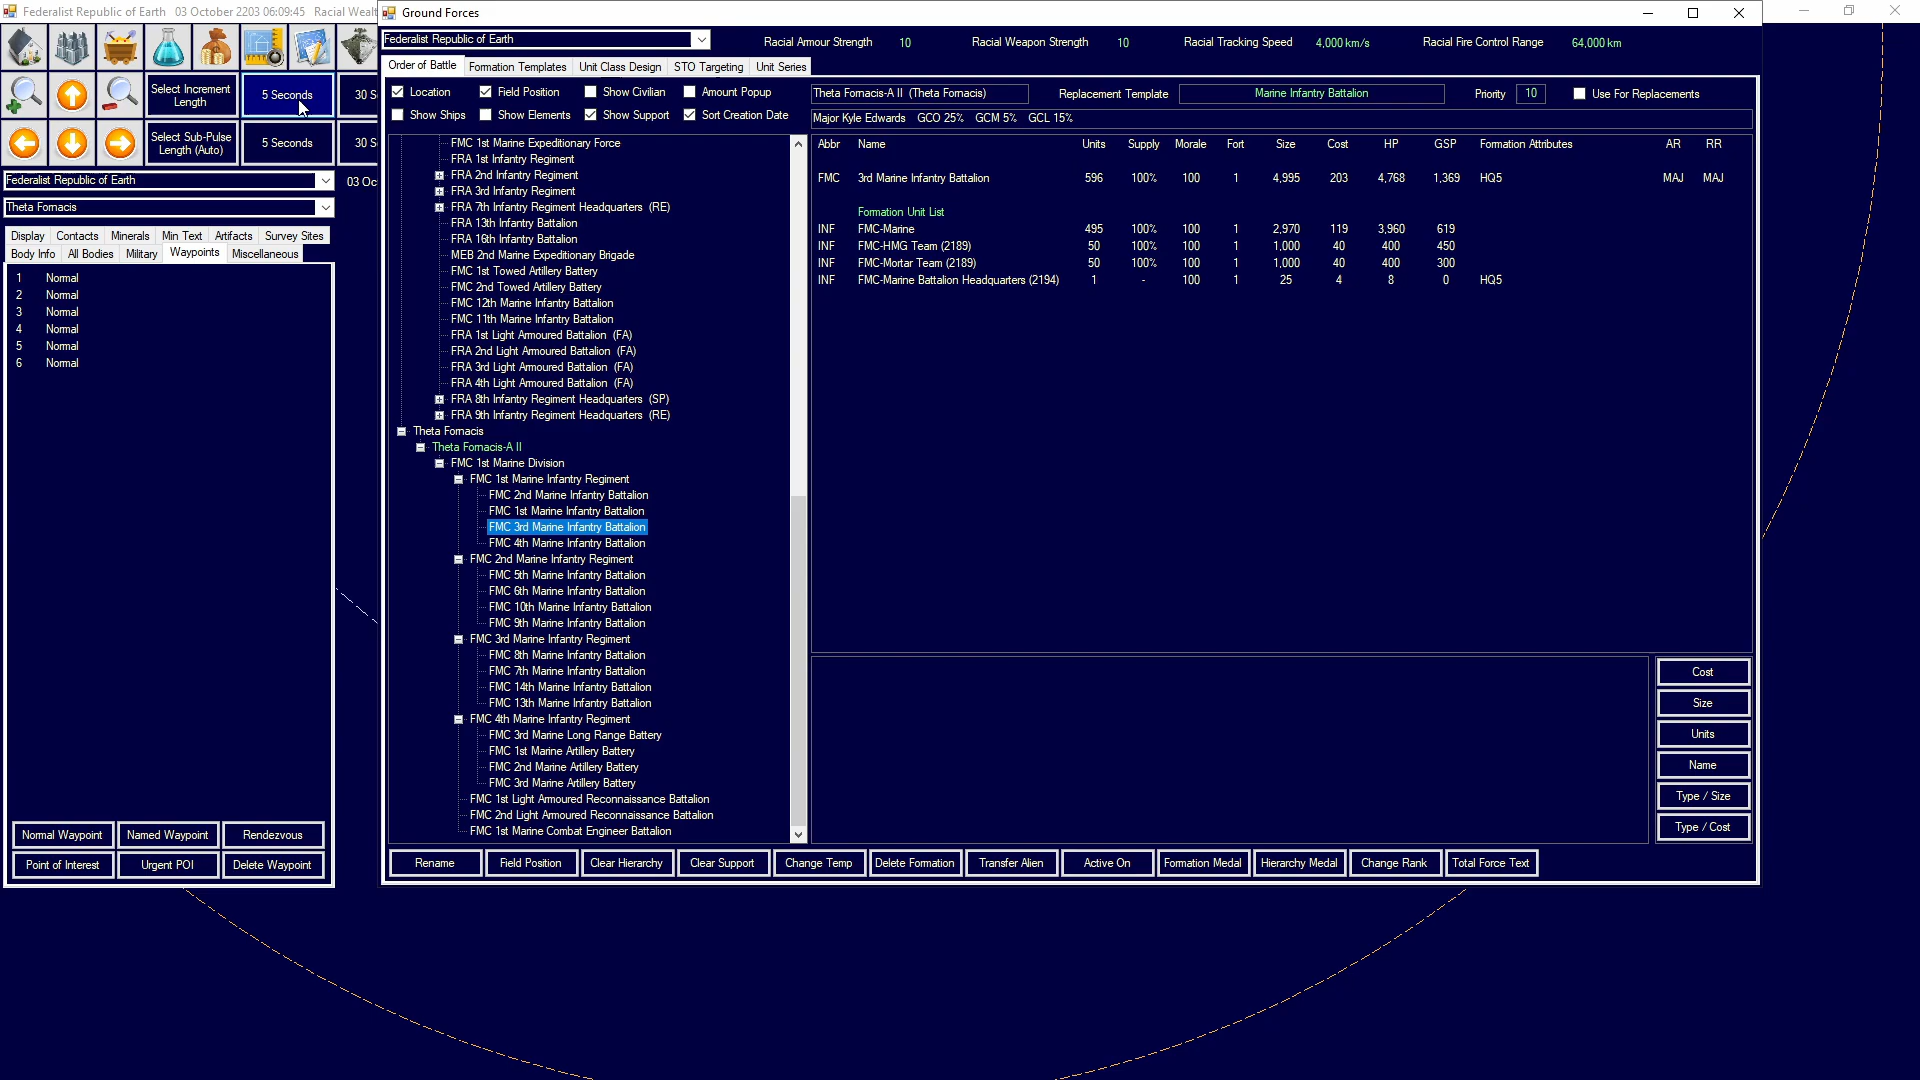 Federalist Republic of Earth   03 October 2203 06:09:45   Racial Wealt
Ground Forces
Federalist Republic of Earth
Racial Armour Strength   10   Racial Weapon Strength   10   Racial Tracking Speed   4,000 km/s   Racial Fire Control Range   64,000 km
Order of Battle   Formation Templates   Unit Class Design   STO Targeting   Unit Series
Location   Field Position   Show Civilian   Amount Popup
Show Ships   Show Elements   Show Support   Sort Creation Date
Theta Fornacis-A II (Theta Fornacis)   Replacement Template   Marine Infantry Battalion   Priority   10   Use For Replacements
Major Kyle Edwards   GCO 25%   GCM 5%   GCL 15%
Select Increment Length   5 Seconds   30 S
Select Sub-Pulse Length (Auto)   5 Seconds   30 S
Federalist Republic of Earth   03 Oc
Theta Fornacis
Display   Contacts   Minerals   Min Text   Artifacts   Survey Sites
Body Info   All Bodies   Military   Waypoints   Miscellaneous
1   Normal
2   Normal
3   Normal
4   Normal
5   Normal
6   Normal
Normal Waypoint   Named Waypoint   Rendezvous
Point of Interest   Urgent POI   Delete Waypoint
FMC 1st Marine Expeditionary Force
FRA 1st Infantry Regiment
FRA 2nd Infantry Regiment
FRA 3rd Infantry Regiment
FRA 7th Infantry Regiment Headquarters (RE)
FRA 13th Infantry Battalion
FRA 16th Infantry Battalion
MEB 2nd Marine Expeditionary Brigade
FMC 1st Towed Artillery Battery
FMC 2nd Towed Artillery Battery
FMC 12th Marine Infantry Battalion
FMC 11th Marine Infantry Battalion
FRA 1st Light Armoured Battalion (FA)
FRA 2nd Light Armoured Battalion (FA)
FRA 3rd Light Armoured Battalion (FA)
FRA 4th Light Armoured Battalion (FA)
FRA 8th Infantry Regiment Headquarters (SP)
FRA 9th Infantry Regiment Headquarters (RE)
Theta Fornacis
Theta Fornacis-A II
FMC 1st Marine Division
FMC 1st Marine Infantry Regiment
FMC 2nd Marine Infantry Battalion
FMC 1st Marine Infantry Battalion
FMC 3rd Marine Infantry Battalion
FMC 4th Marine Infantry Battalion
FMC 2nd Marine Infantry Regiment
FMC 5th Marine Infantry Battalion
FMC 6th Marine Infantry Battalion
FMC 10th Marine Infantry Battalion
FMC 9th Marine Infantry Battalion
FMC 3rd Marine Infantry Regiment
FMC 8th Marine Infantry Battalion
FMC 7th Marine Infantry Battalion
FMC 14th Marine Infantry Battalion
FMC 13th Marine Infantry Battalion
FMC 4th Marine Infantry Regiment
FMC 3rd Marine Long Range Battery
FMC 1st Marine Artillery Battery
FMC 2nd Marine Artillery Battery
FMC 3rd Marine Artillery Battery
FMC 1st Light Armoured Reconnaissance Battalion
FMC 2nd Light Armoured Reconnaissance Battalion
FMC 1st Marine Combat Engineer Battalion
Abbr   Name   Units   Supply   Morale   Fort   Size   Cost   HP   GSP   Formation Attributes   AR   RR
FMC   3rd Marine Infantry Battalion   596   100%   100   1   4,995   203   4,768   1,369   HQ5   MAJ   MAJ
Formation Unit List
INF   FMC-Marine   495   100%   100   1   2,970   119   3,960   619
INF   FMC-HMG Team (2189)   50   100%   100   1   1,000   40   400   450
INF   FMC-Mortar Team (2189)   50   100%   100   1   1,000   40   400   300
INF   FMC-Marine Battalion Headquarters (2194)   1   -   100   1   25   4   8   0   HQ5
Cost
Size
Units
Name
Type / Size
Type / Cost
Rename   Field Position   Clear Hierarchy   Clear Support   Change Temp   Delete Formation   Transfer Alien   Active On   Formation Medal   Hierarchy Medal   Change Rank   Total Force Text